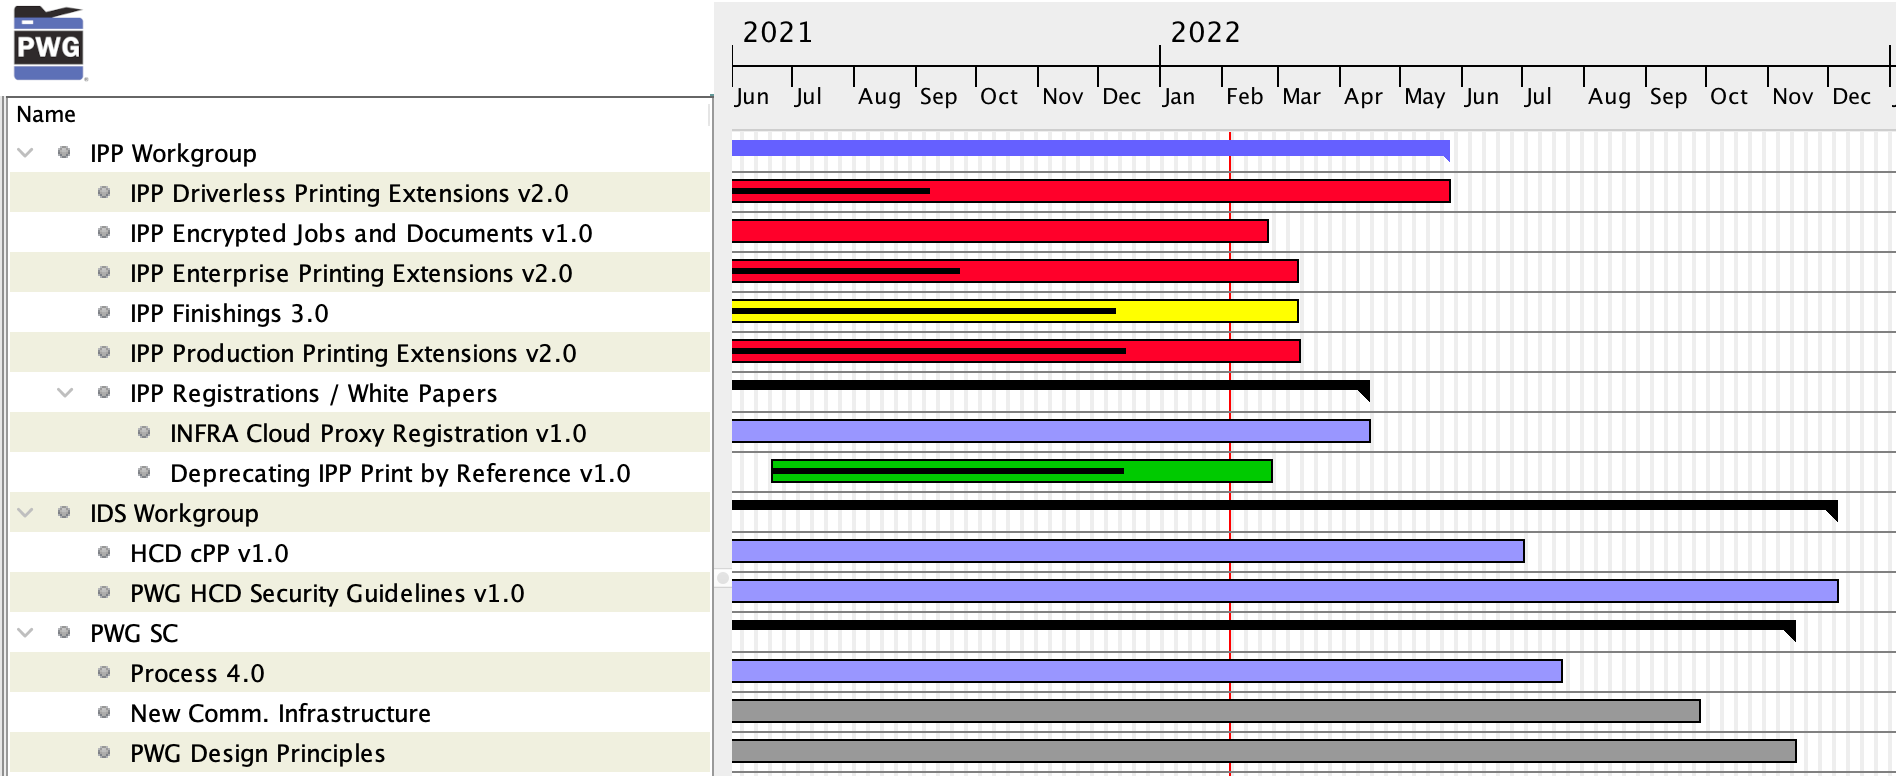 PWG
2021 2022
Jun Jul Aug Sep Oct Nov Dec Jan Feb Mar Apr May Jun Jul Aug Sep Oct Nov Dec
Name
IPP Workgroup
IPP Driverless Printing Extensions v2.0
IPP Encrypted Jobs and Documents v1.0
IPP Enterprise Printing Extensions v2.0
IPP Finishings 3.0
IPP Production Printing Extensions v2.0
IPP Registrations / White Papers
INFRA Cloud Proxy Registration v1.0
Deprecating IPP Print by Reference v1.0
IDS Workgroup
HCD cPP v1.0
PWG HCD Security Guidelines v1.0
PWG SC
Process 4.0
New Comm. Infrastructure
PWG Design Principles